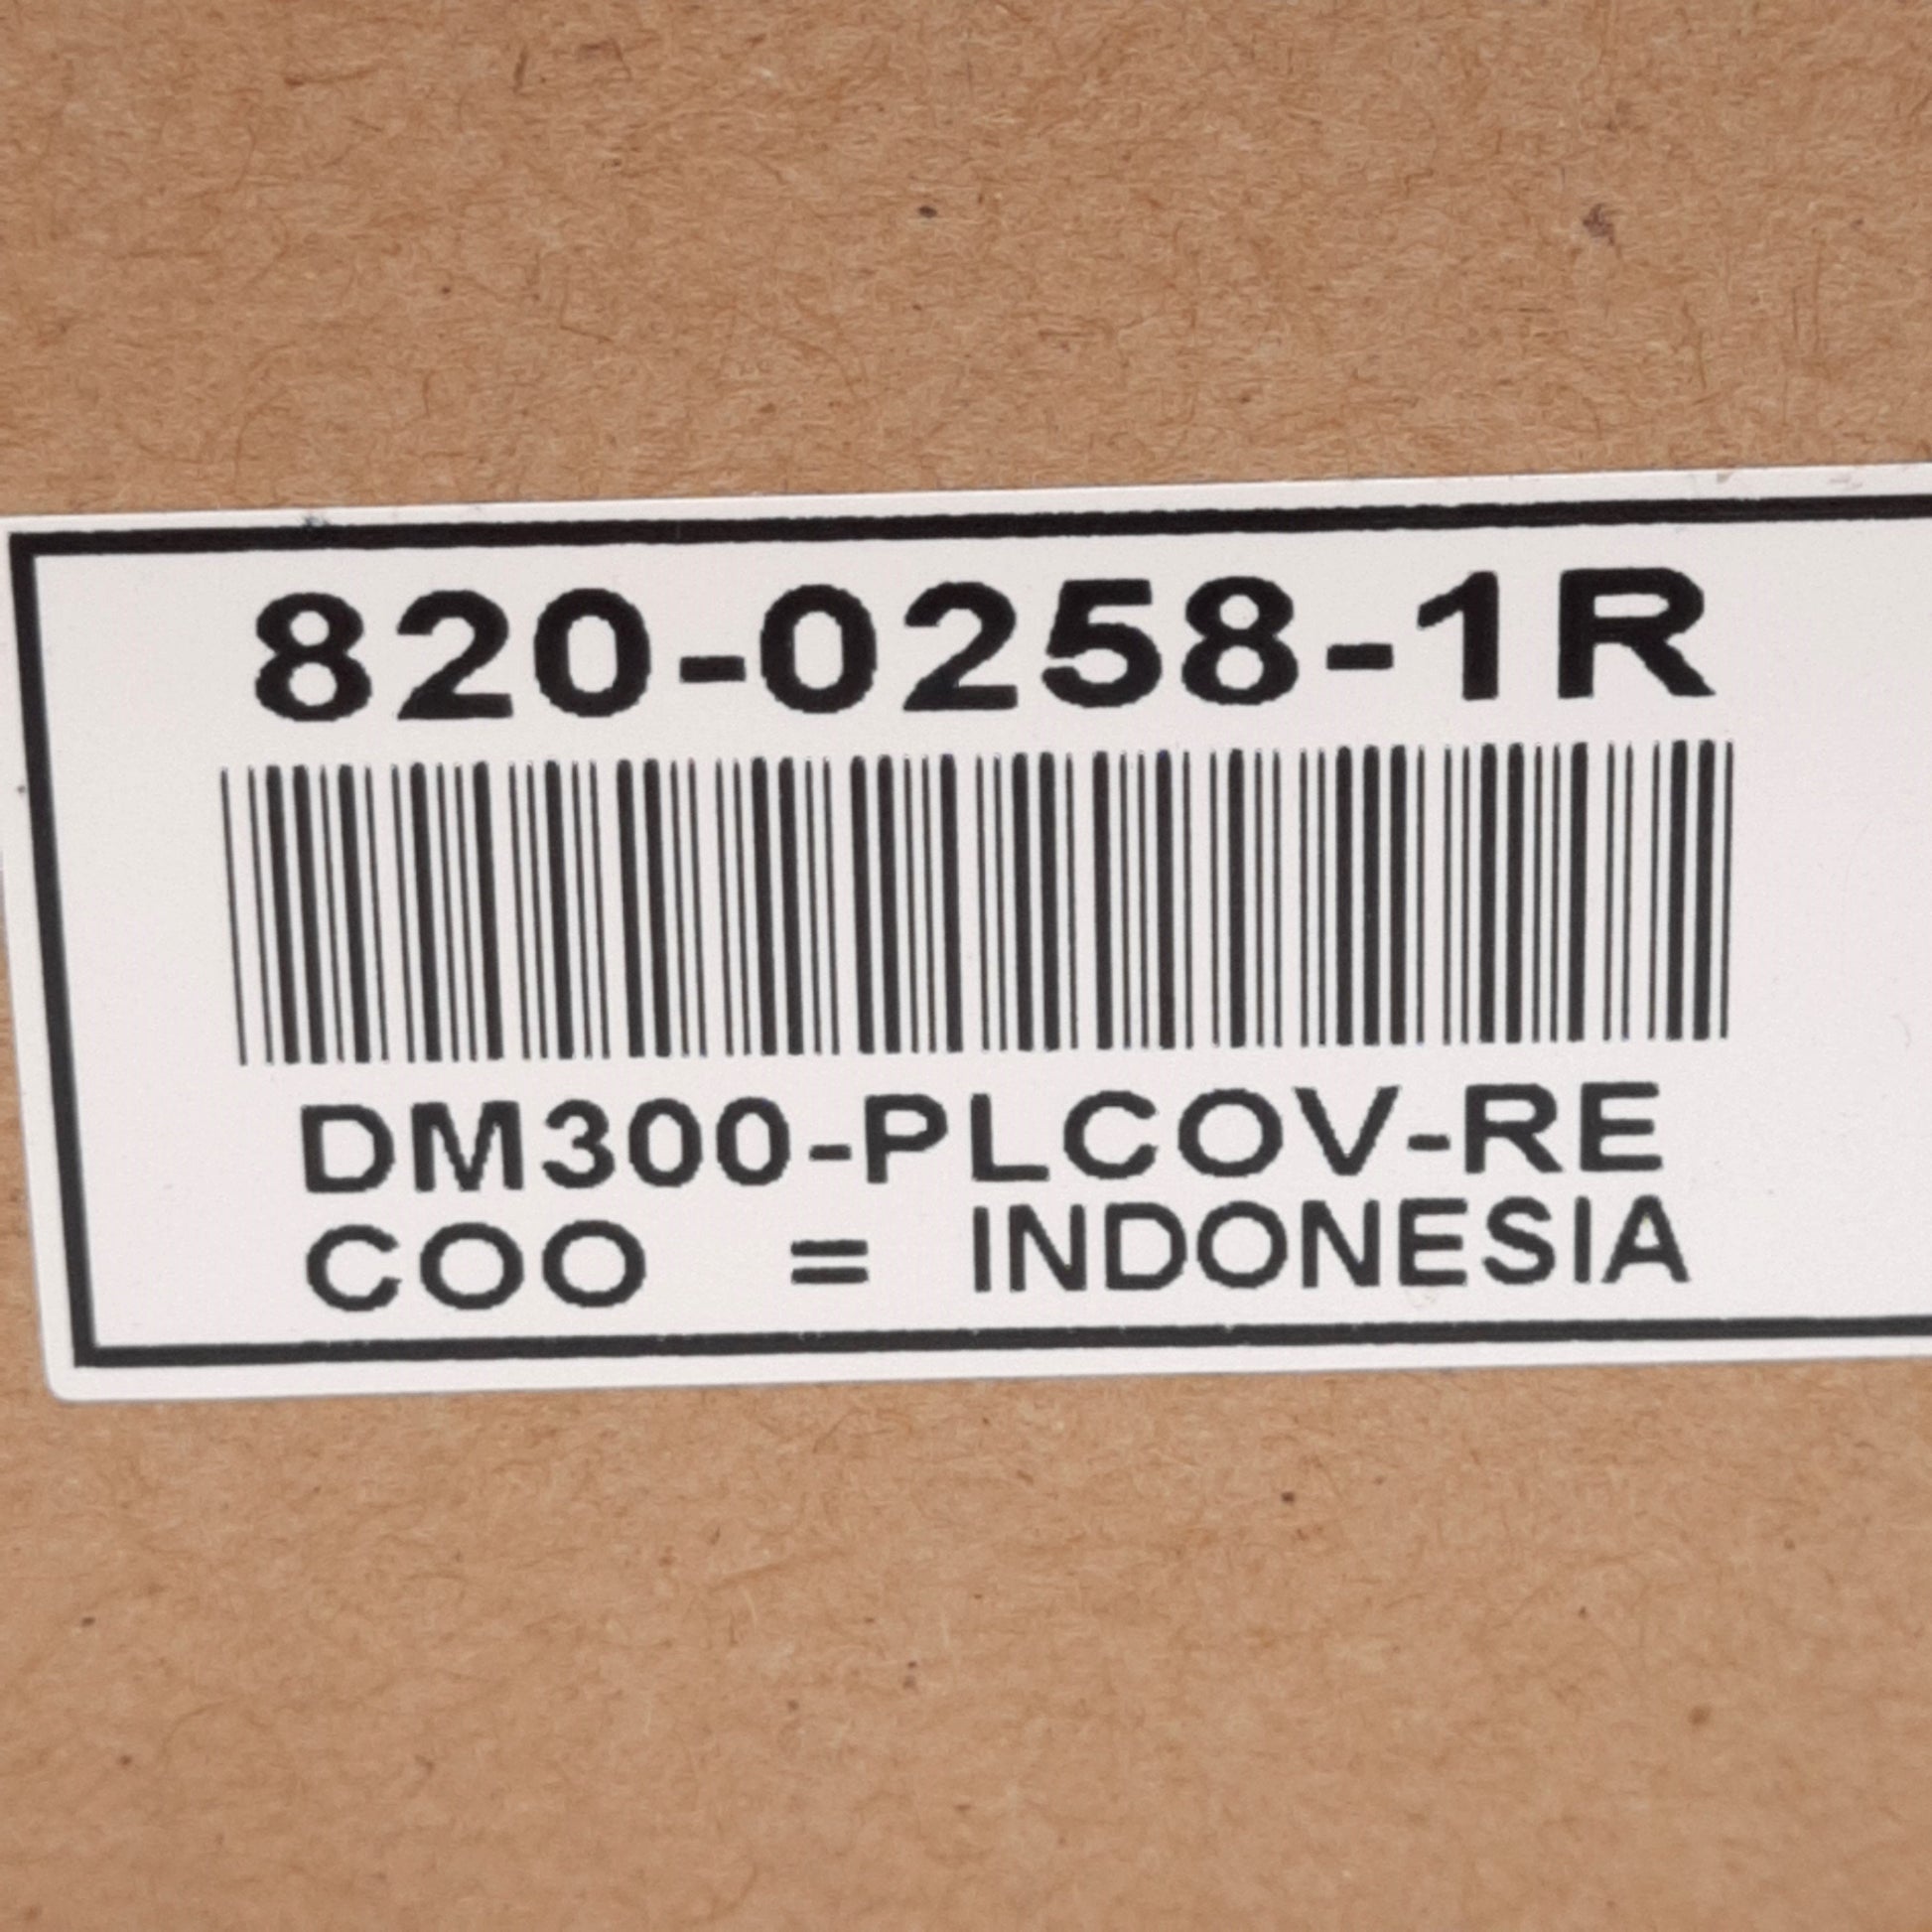 820-0258-1R
DM300-PLCOV-RE
COO = INDONESIA